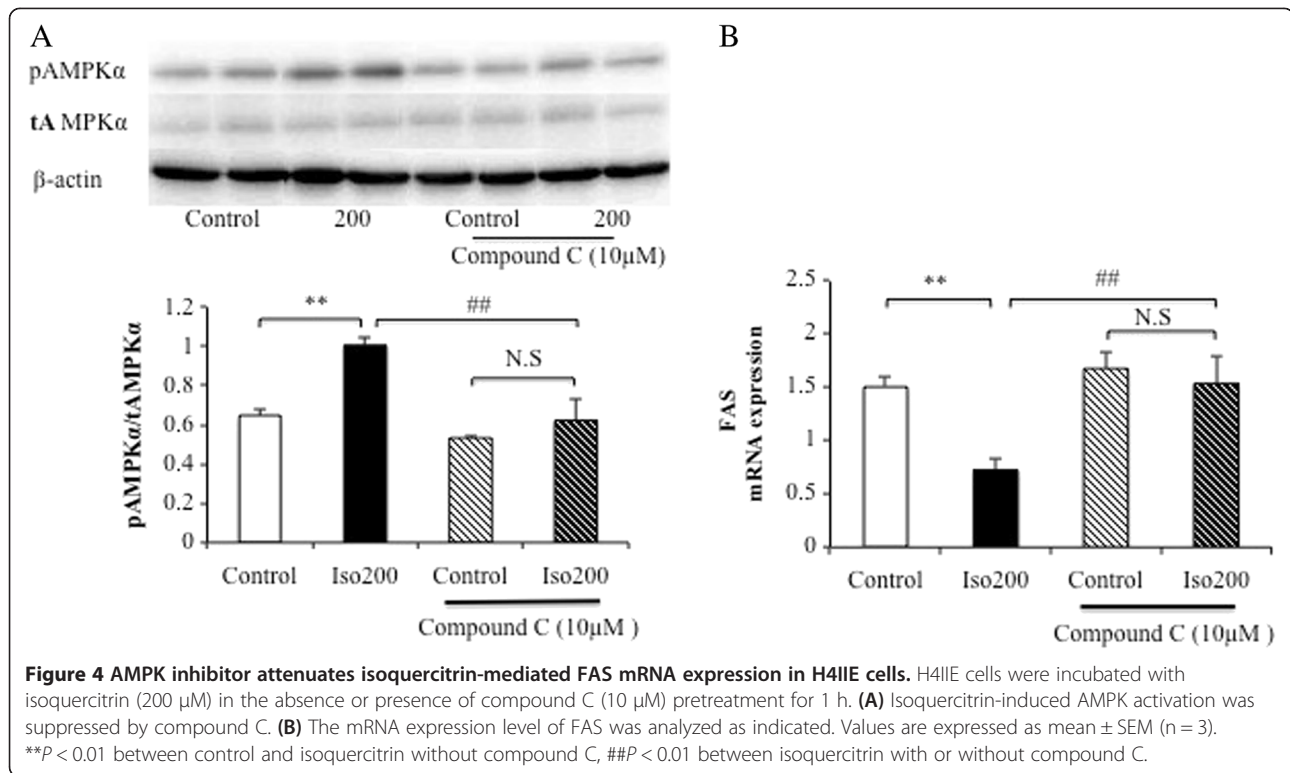 A
B
pAMPKα
tA MPKα
β-actin
Control 200 Control 200
Compound C (10μM)
pAMPKα/tAMPKα
1.2
1
0.8
0.6
0.4
0.2
0
** ## N.S
Control Iso200 Control Iso200
Compound C (10μM )
FAS
mRNA expression
2.5
2
1.5
1
0.5
0
** ## N.S
Control Iso200 Control Iso200
Compound C (10μM )
Figure 4 AMPK inhibitor attenuates isoquercitrin-mediated FAS mRNA expression in H4IIE cells. H4IIE cells were incubated with
isoquercitrin (200 μM) in the absence or presence of compound C (10 μM) pretreatment for 1 h. (A) Isoquercitrin-induced AMPK activation was
suppressed by compound C. (B) The mRNA expression level of FAS was analyzed as indicated. Values are expressed as mean ± SEM (n = 3).
**P < 0.01 between control and isoquercitrin without compound C, ##P < 0.01 between isoquercitrin with or without compound C.